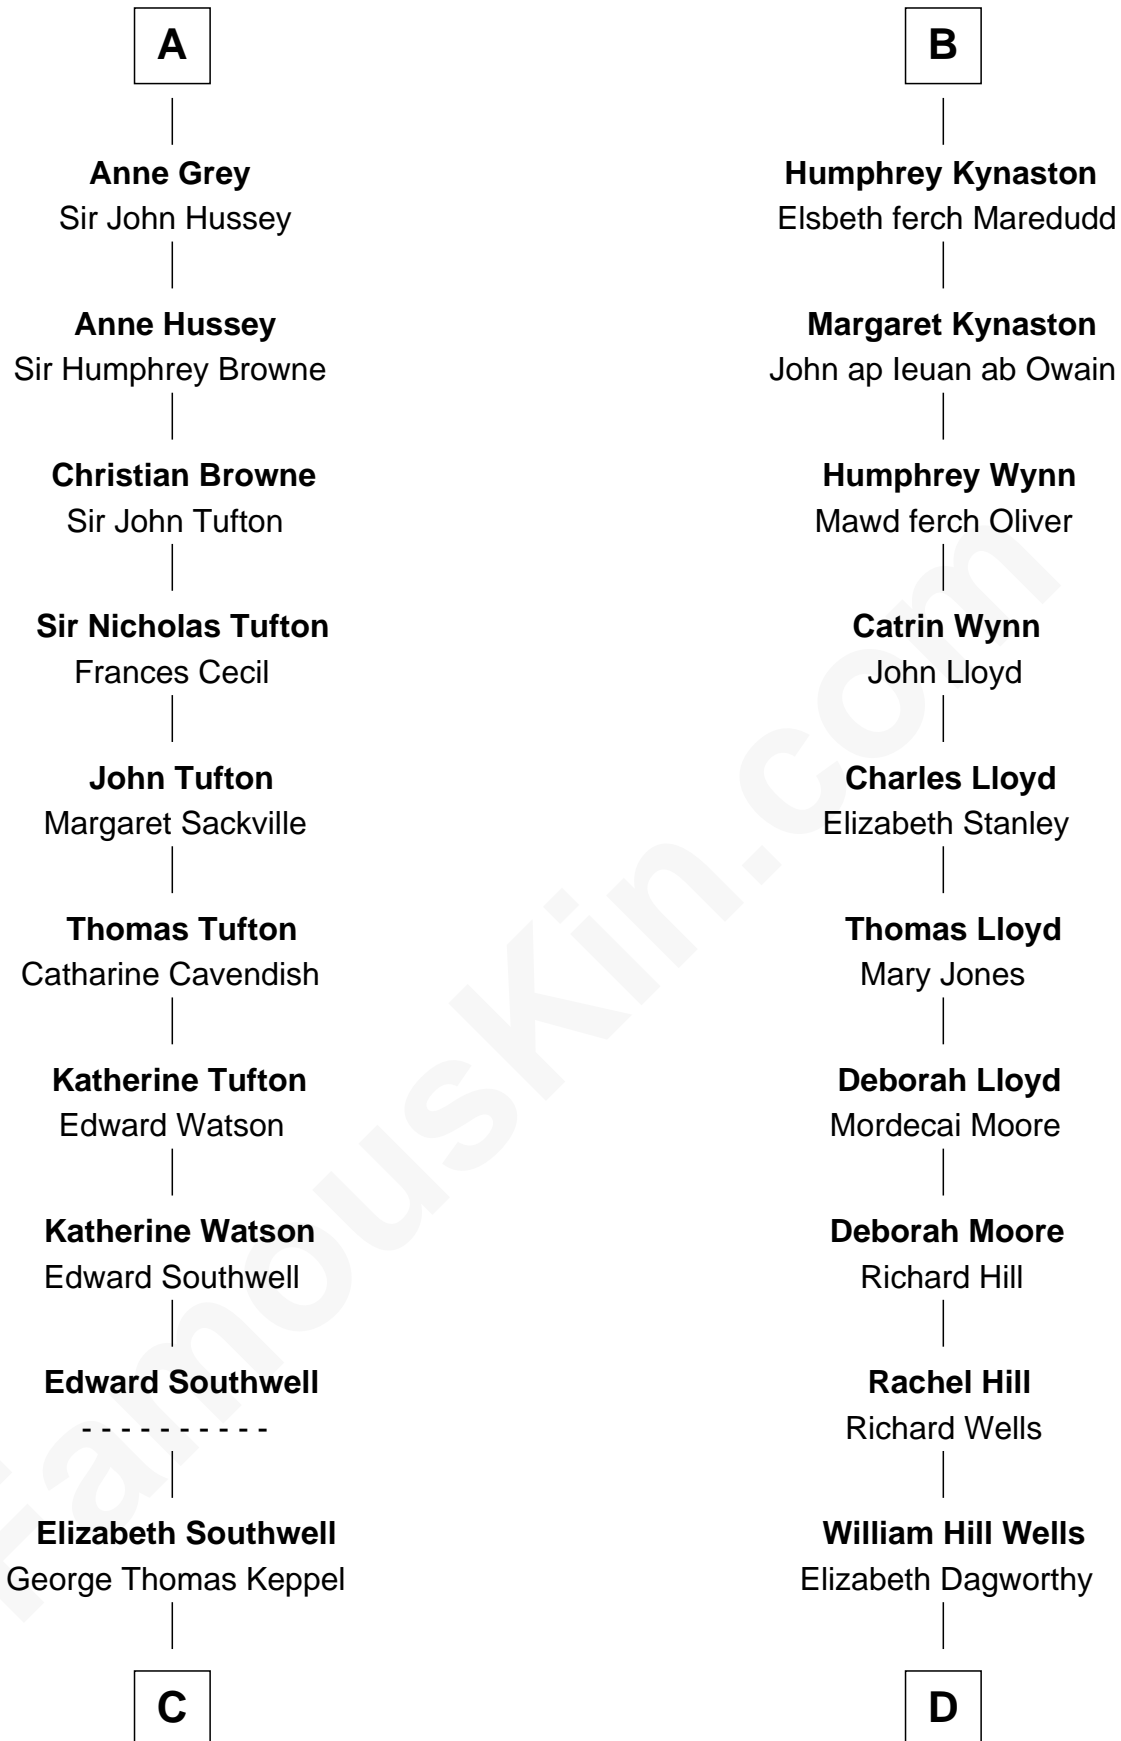 A
Anne Grey
Sir John Hussey
Anne Hussey
Sir Humphrey Browne
Christian Browne
Sir John Tufton
Sir Nicholas Tufton
Frances Cecil
John Tufton
Margaret Sackville
Thomas Tufton
Catharine Cavendish
Katherine Tufton
Edward Watson
Katherine Watson
Edward Southwell
Edward Southwell
- - - - - - - - - -
Elizabeth Southwell
George Thomas Keppel
C
B
Humphrey Kynaston
Elsbeth ferch Maredudd
Margaret Kynaston
John ap Ieuan ab Owain
Humphrey Wynn
Mawd ferch Oliver
Catrin Wynn
John Lloyd
Charles Lloyd
Elizabeth Stanley
Thomas Lloyd
Mary Jones
Deborah Lloyd
Mordecai Moore
Deborah Moore
Richard Hill
Rachel Hill
Richard Wells
William Hill Wells
Elizabeth Dagworthy
D
FamousKin.com